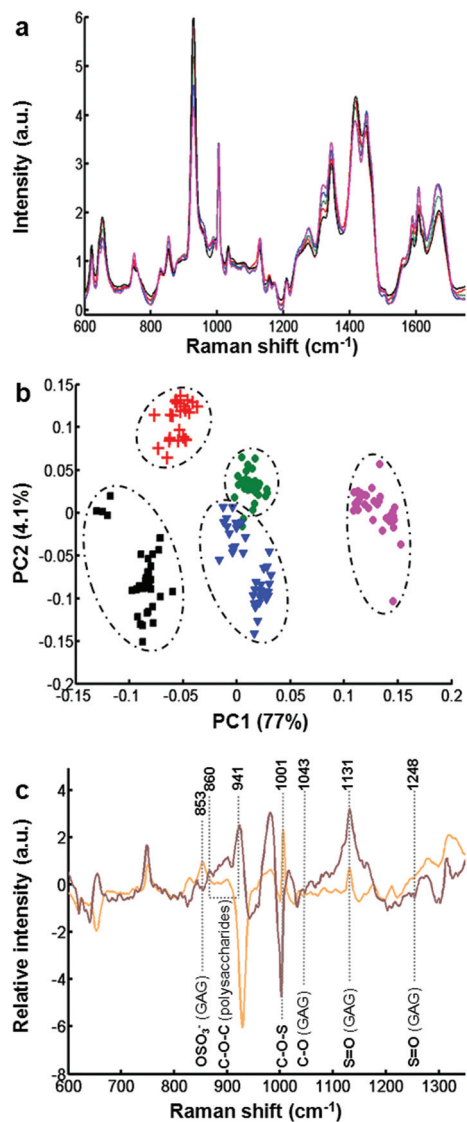 a
Intensity (a.u.)
6
5
4
3
2
1
0
600 800 1000 1200 1400 1600
Raman shift (cm⁻¹)
b
PC2 (4.1%)
0.15
0.1
0.05
0
-0.05
-0.1
-0.15
-0.2
-0.15 -0.1 -0.05 0 0.05 0.1 0.15 0.2
PC1 (77%)
c
Relative intensity (a.u.)
4
2
0
-2
-4
-6
-8
853
860
941
1001
1043
1131
1248
OSO₃⁻ (GAG)
C-O-C (polysaccharides)
C-O-S
C-O (GAG)
S=O (GAG)
S=O (GAG)
600 700 800 900 1000 1100 1200 1300
Raman shift (cm⁻¹)